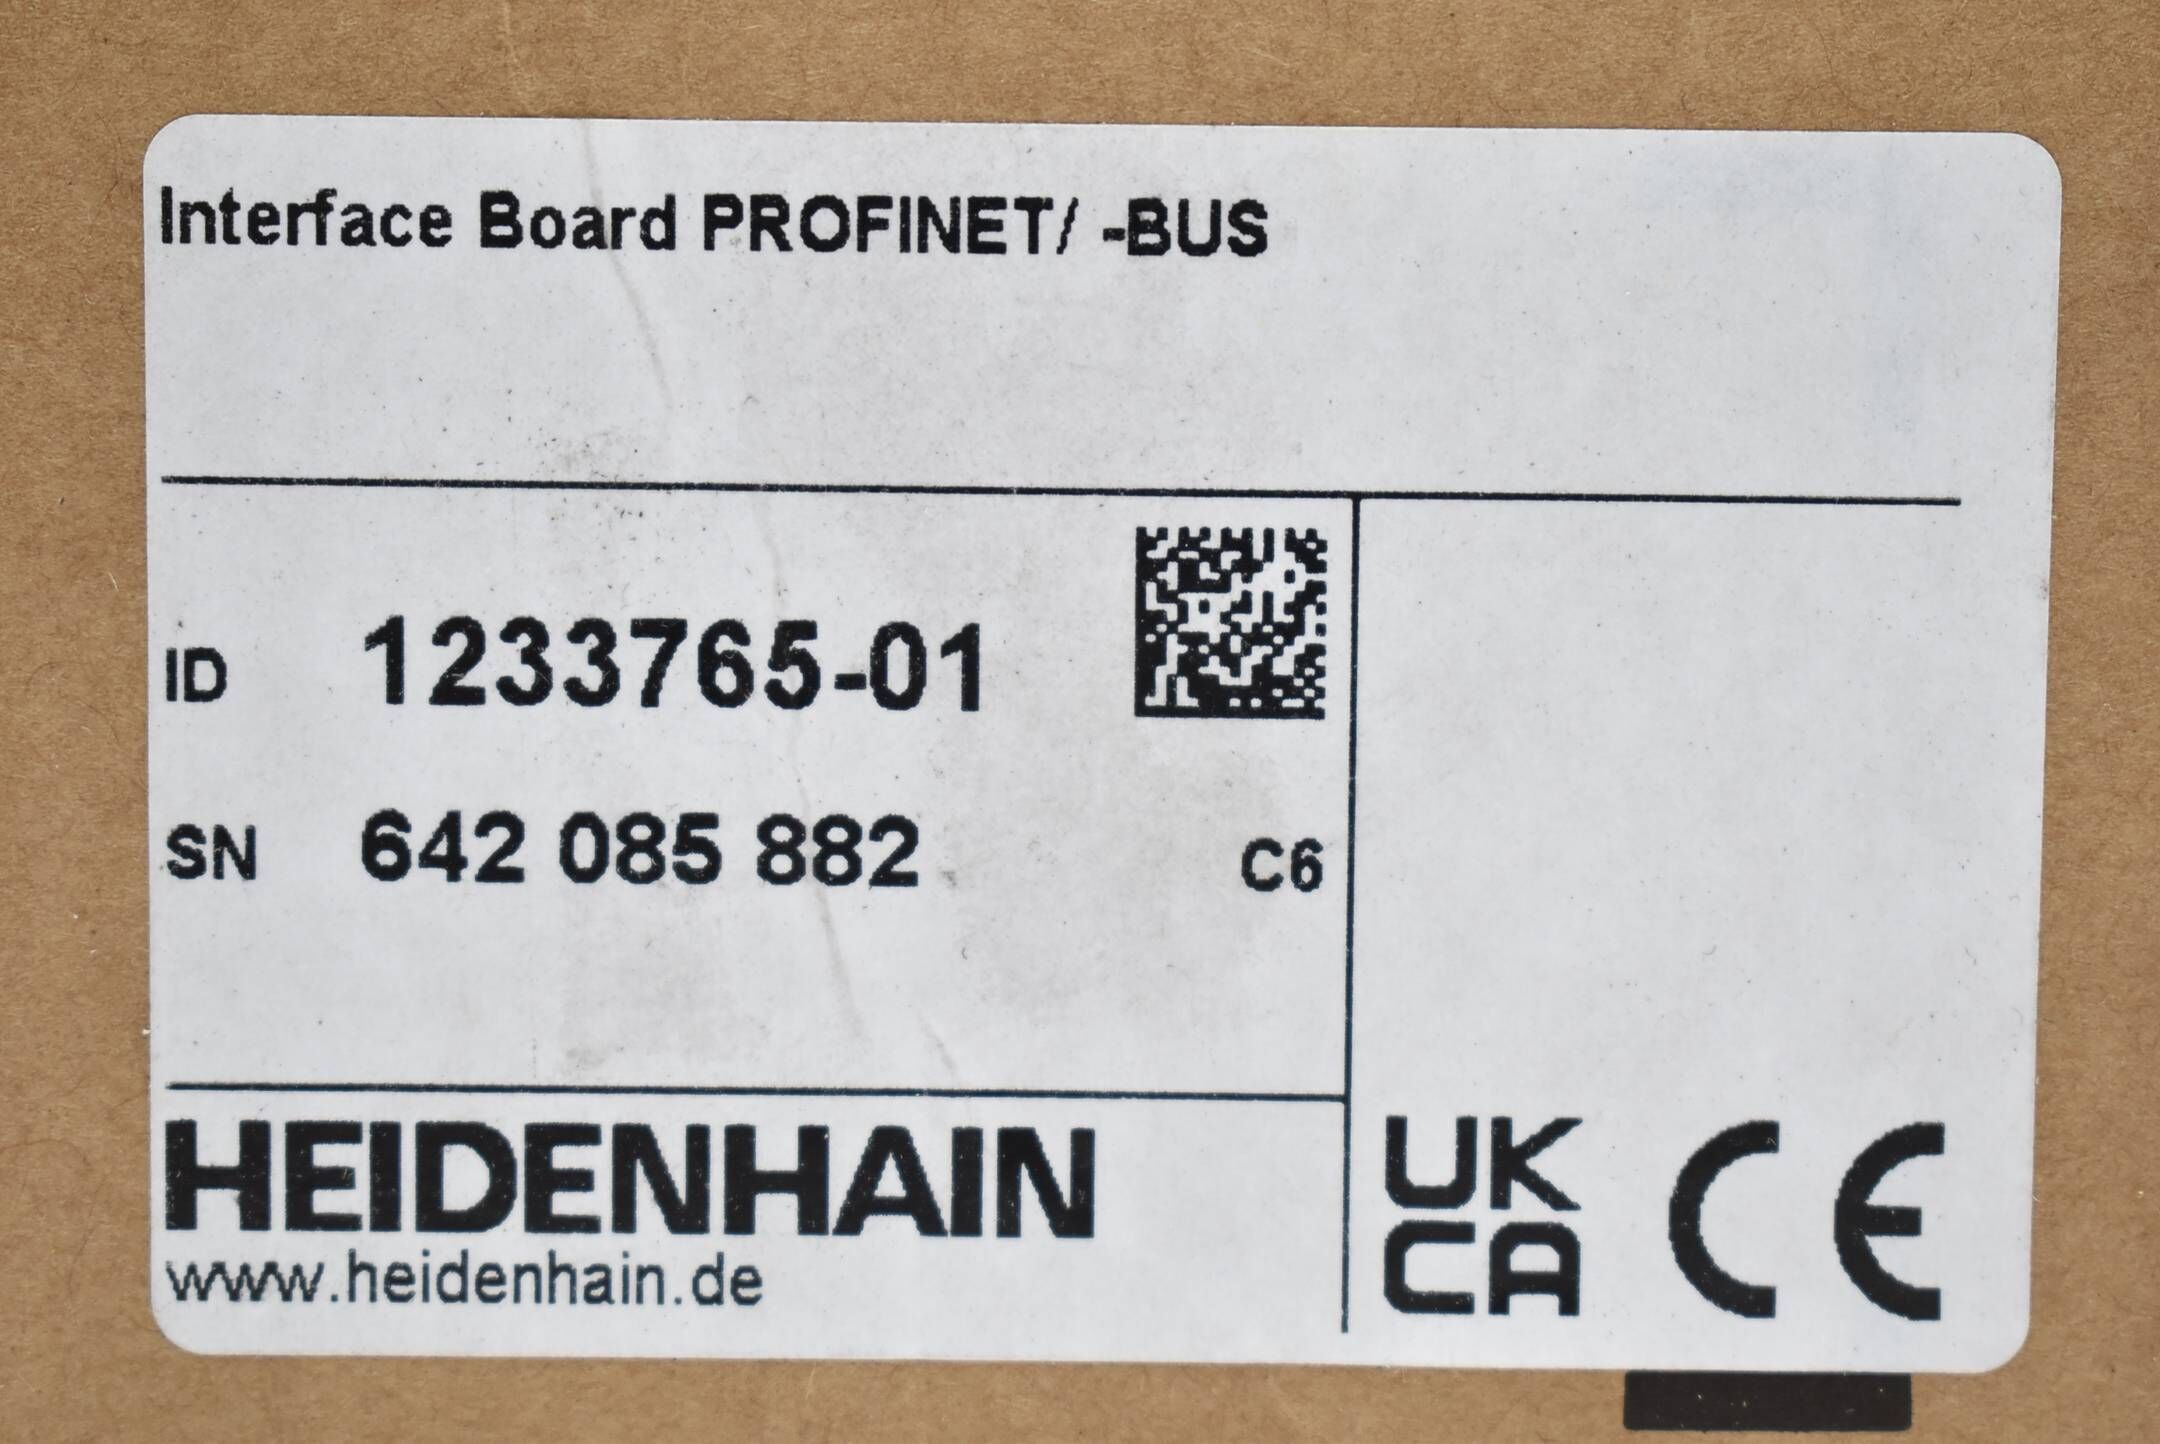 Interface Board PROFINET/ -BUS
ID 1233765-01
SN 642 085 882 C6
HEIDENHAIN
www.heidenhain.de
UK
CA
CE